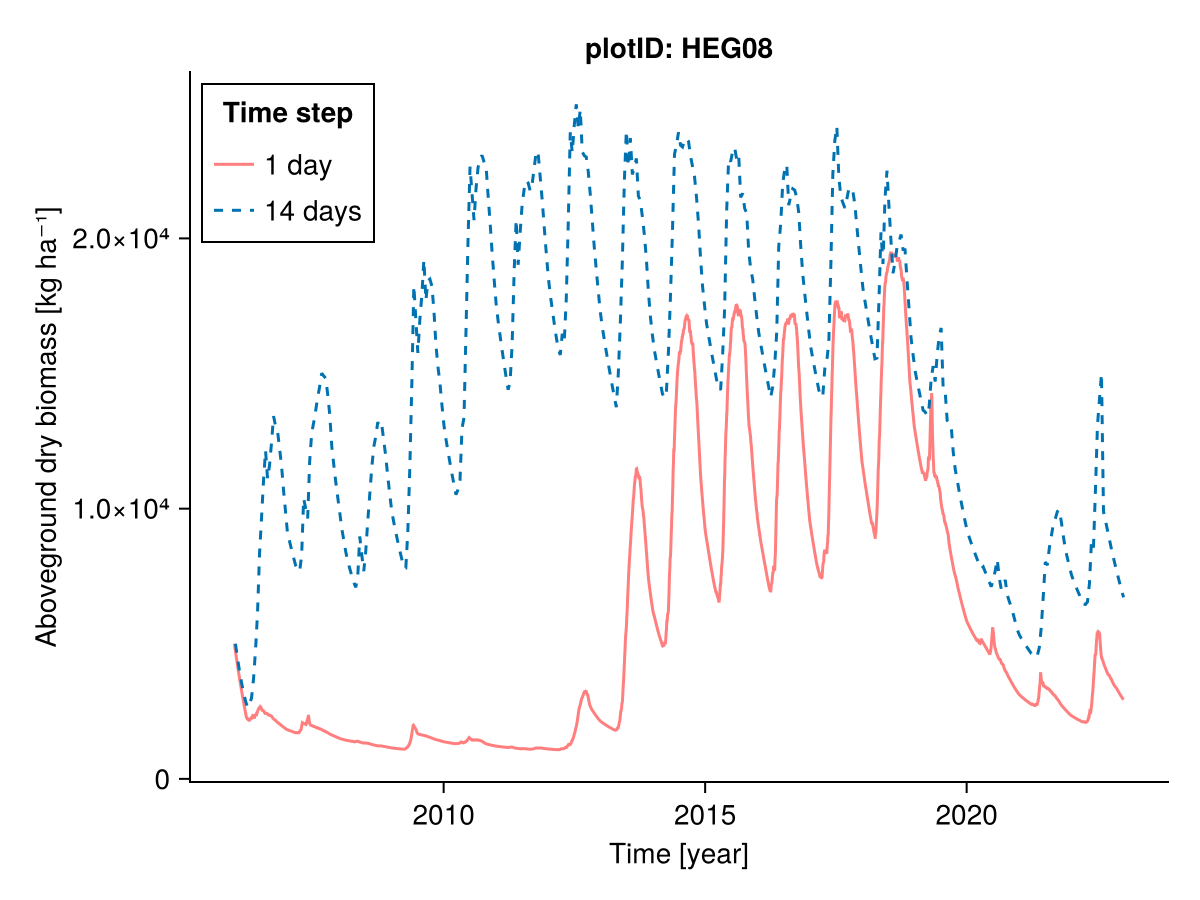 plotID: HEG08
Time step
1 day
14 days
Aboveground dry biomass [kg ha⁻¹]
2.0×10⁴
1.0×10⁴
0
2010
2015
2020
Time [year]